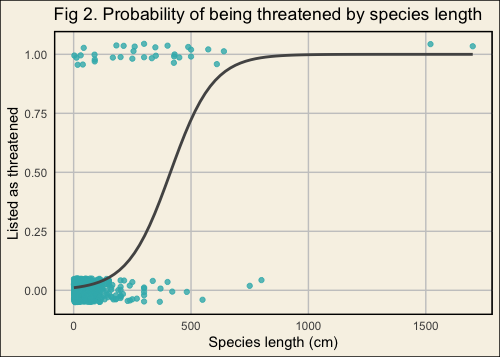 Fig 2. Probability of being threatened by species length
1.00
0.75
0.50
0.25
0.00
Listed as threatened
0 500 1000 1500
Species length (cm)